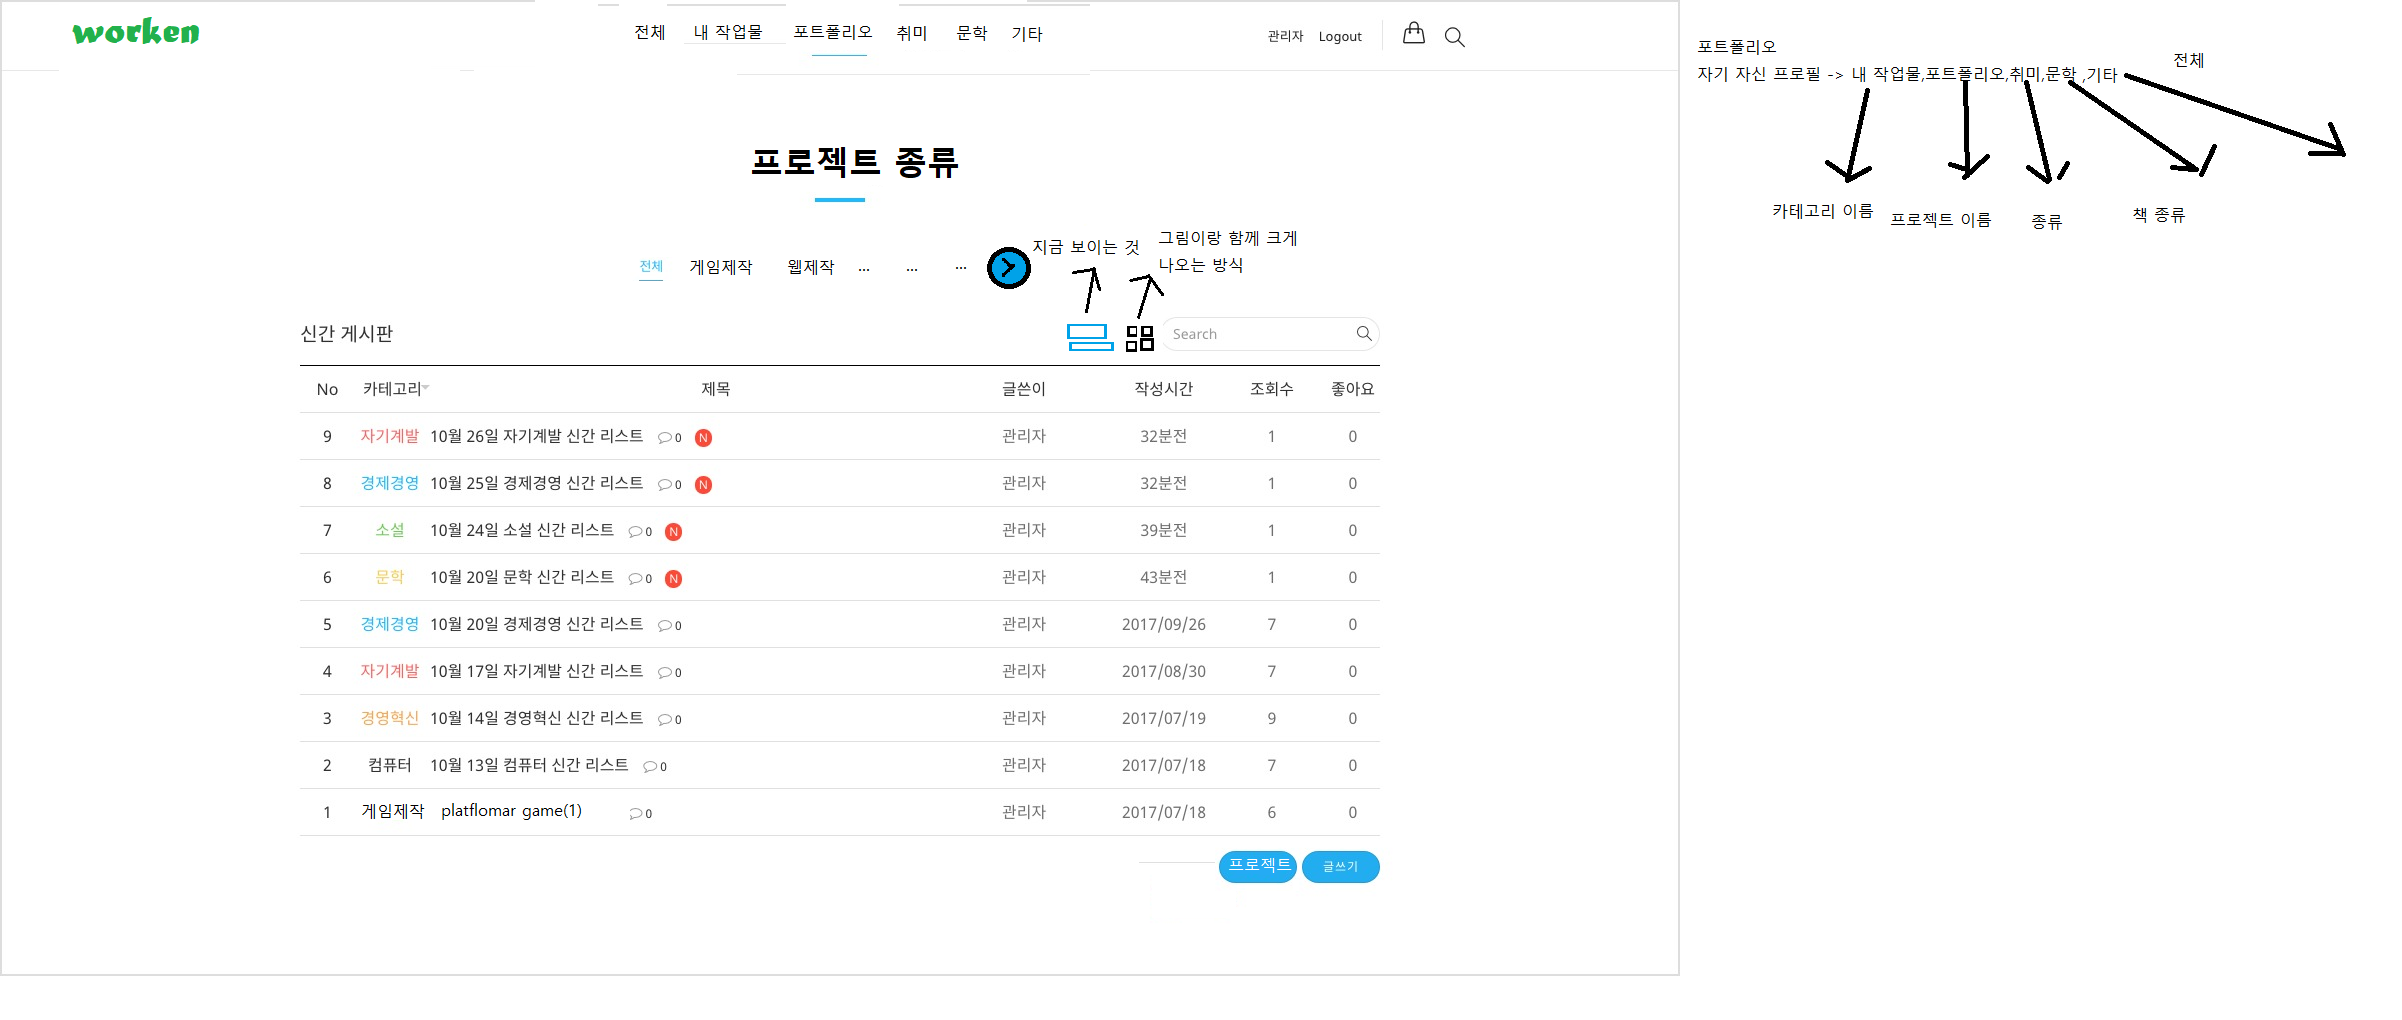 worken
전체 내 작업물 포트폴리오 취미 문학 기타
관리자 Logout
포트폴리오
전체
자기 자신 프로필 -> 내 작업물,포트폴리오,취미,문학 ,기타
카테고리 이름 프로젝트 이름 종류 책 종류
프로젝트 종류
지금 보이는 것
그림이랑 함께 크게
나오는 방식
전체 게임제작 웹제작 ... ... ...
신간 게시판
Search
No 카테고리 제목 글쓴이 작성시간 조회수 좋아요
9 자기계발 10월 26일 자기계발 신간 리스트 0 N 관리자 32분전 1 0
8 경제경영 10월 25일 경제경영 신간 리스트 0 N 관리자 32분전 1 0
7 소설 10월 24일 소설 신간 리스트 0 N 관리자 39분전 1 0
6 문학 10월 20일 문학 신간 리스트 0 N 관리자 43분전 1 0
5 경제경영 10월 20일 경제경영 신간 리스트 0 관리자 2017/09/26 7 0
4 자기계발 10월 17일 자기계발 신간 리스트 0 관리자 2017/08/30 7 0
3 경영혁신 10월 14일 경영혁신 신간 리스트 0 관리자 2017/07/19 9 0
2 컴퓨터 10월 13일 컴퓨터 신간 리스트 0 관리자 2017/07/18 7 0
1 게임제작 platflomar game(1) 0 관리자 2017/07/18 6 0
프로젝트 글쓰기